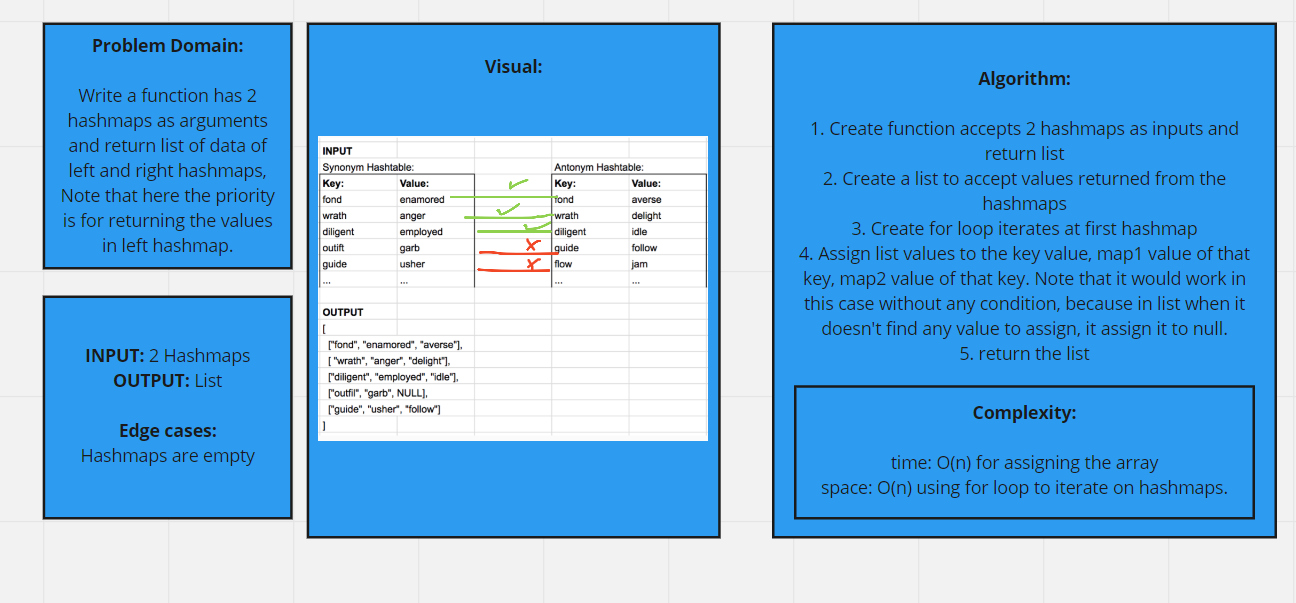 Problem Domain:
Write a function has 2
hashmaps as arguments
and return list of data of
left and right hashmaps,
Note that here the priority
is for returning the values
in left hashmap.
INPUT: 2 Hashmaps
OUTPUT: List
Edge cases:
Hashmaps are empty
Visual:
INPUT
Synonym Hashtable: Antonym Hashtable:
Key: Value: Key: Value:
fond enamored fond averse
wrath anger wrath delight
diligent employed diligent idle
outift garb guide follow
guide usher flow jam
... ... ... ...
OUTPUT
[
["fond", "enamored", "averse"],
[ "wrath", "anger", "delight"],
["diligent", "employed", "idle"],
["outfil", "garb", NULL],
["guide", "usher", "follow"]
]
Algorithm:
1. Create function accepts 2 hashmaps as inputs and
return list
2. Create a list to accept values returned from the
hashmaps
3. Create for loop iterates at first hashmap
4. Assign list values to the key value, map1 value of that
key, map2 value of that key. Note that it would work in
this case without any condition, because in list when it
doesn't find any value to assign, it assign it to null.
5. return the list
Complexity:
time: O(n) for assigning the array
space: O(n) using for loop to iterate on hashmaps.